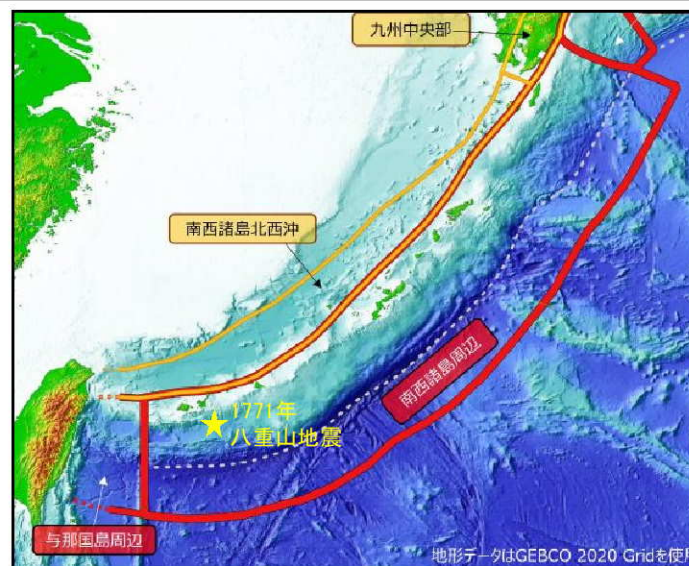 九州中央部
南西諸島北西沖
南西諸島周辺
1771年
八重山地震
与那国島周辺
地形データはGEBCO 2020 Gridを使用